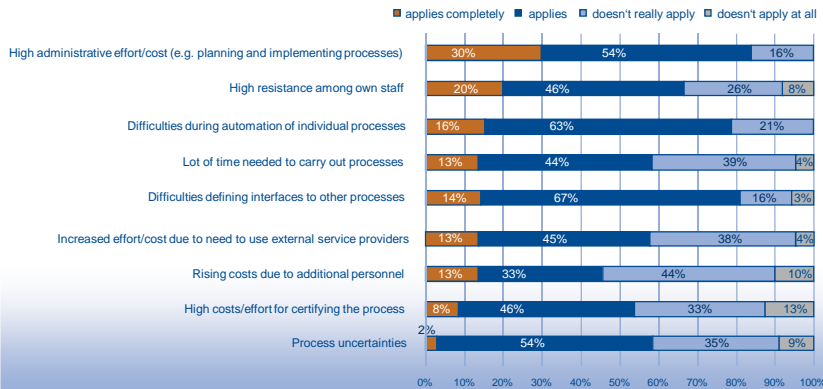 applies completely applies doesn't really apply doesn't apply at all
High administrative effort/cost (e.g. planning and implementing processes) 30% 54% 16%
High resistance among own staff 20% 46% 26% 8%
Difficulties during automation of individual processes 16% 63% 21%
Lot of time needed to carry out processes 13% 44% 39% 4%
Difficulties defining interfaces to other processes 14% 67% 16% 3%
Increased effort/cost due to need to use external service providers 13% 45% 38% 4%
Rising costs due to additional personnel 13% 33% 44% 10%
High costs/effort for certifying the process 8% 46% 33% 13%
2%
Process uncertainties 54% 35% 9%
0% 10% 20% 30% 40% 50% 60% 70% 80% 90% 100%